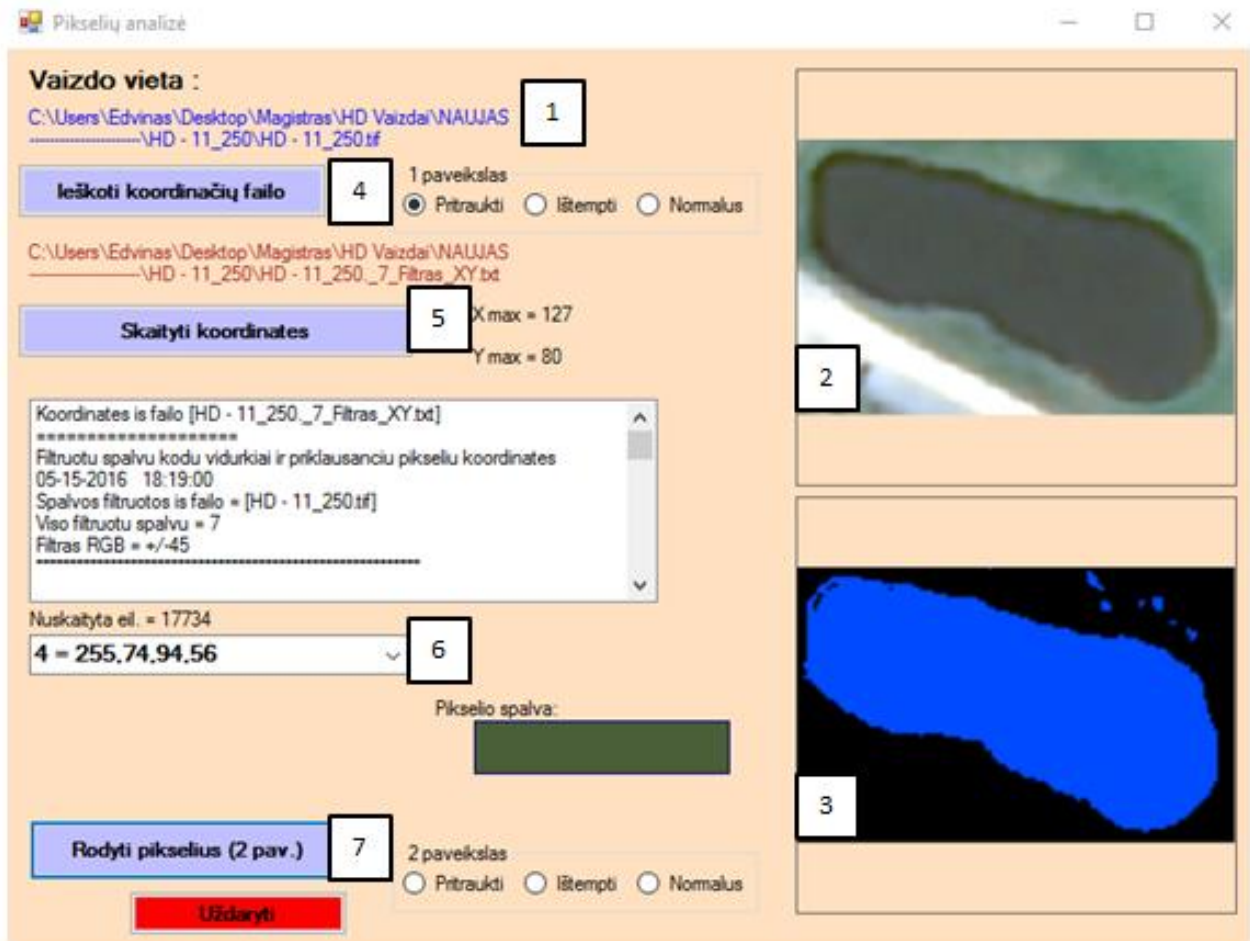 Pikselių analizė
Vaizdo vieta :
1
C:\Users\Edvinas\Desktop\Magistras\HD Vaizdai\NAUJAS
--------------------\HD - 11_250\HD - 11_250.tif
Ieškoti koordinačių failo
4
1 paveikslas
Pritraukti
Ištempti
Normalus
C:\Users\Edvinas\Desktop\Magistras\HD Vaizdai\NAUJAS
--------------------\HD - 11_250\HD - 11_250._7_Filtras_XY.txt
Skaityti koordinates
5
X max = 127
Y max = 80
2
Koordinates is failo [HD - 11_250._7_Filtras_XY.txt]
====================
Filtruotu spalvu kodu vidurkiai ir priklausanciu pikseliu koordinates
05-15-2016   18:19:00
Spalvos filtruotos is failo = [HD - 11_250.tif]
Viso filtruotu spalvu = 7
Filtras RGB = +/-45
------------------------------------------------------------
Nuskaityta eil. = 17734
4 = 255,74,94,56
6
Pikselio spalva:
3
Rodyti pikselius (2 pav.)
7
2 paveikslas
Pritraukti
Ištempti
Normalus
Uždaryti